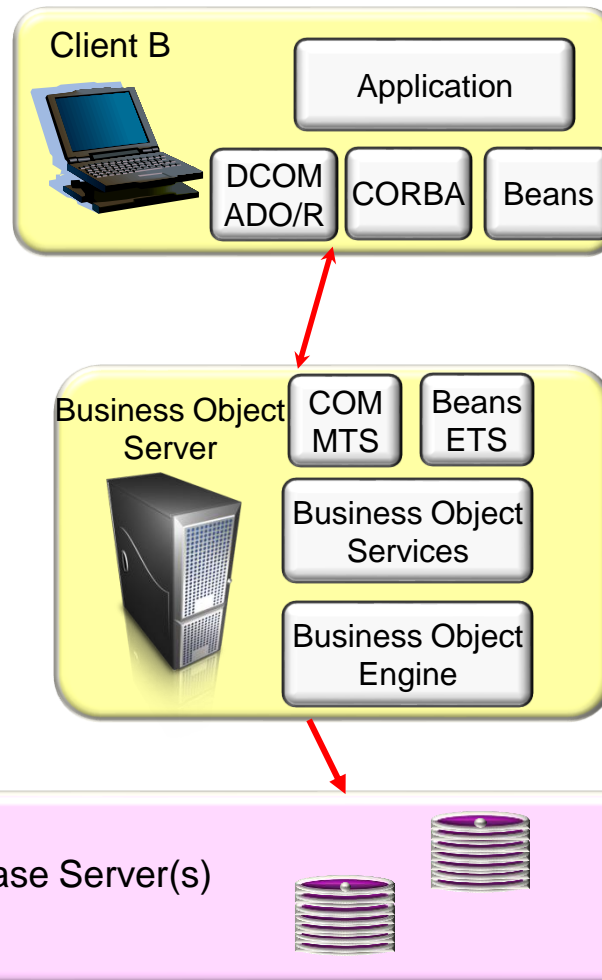 Client B
Application
DCOM
ADO/R
CORBA
Beans
Business Object
Server
COM
MTS
Beans
ETS
Business Object
Services
Business Object
Engine
ase Server(s)